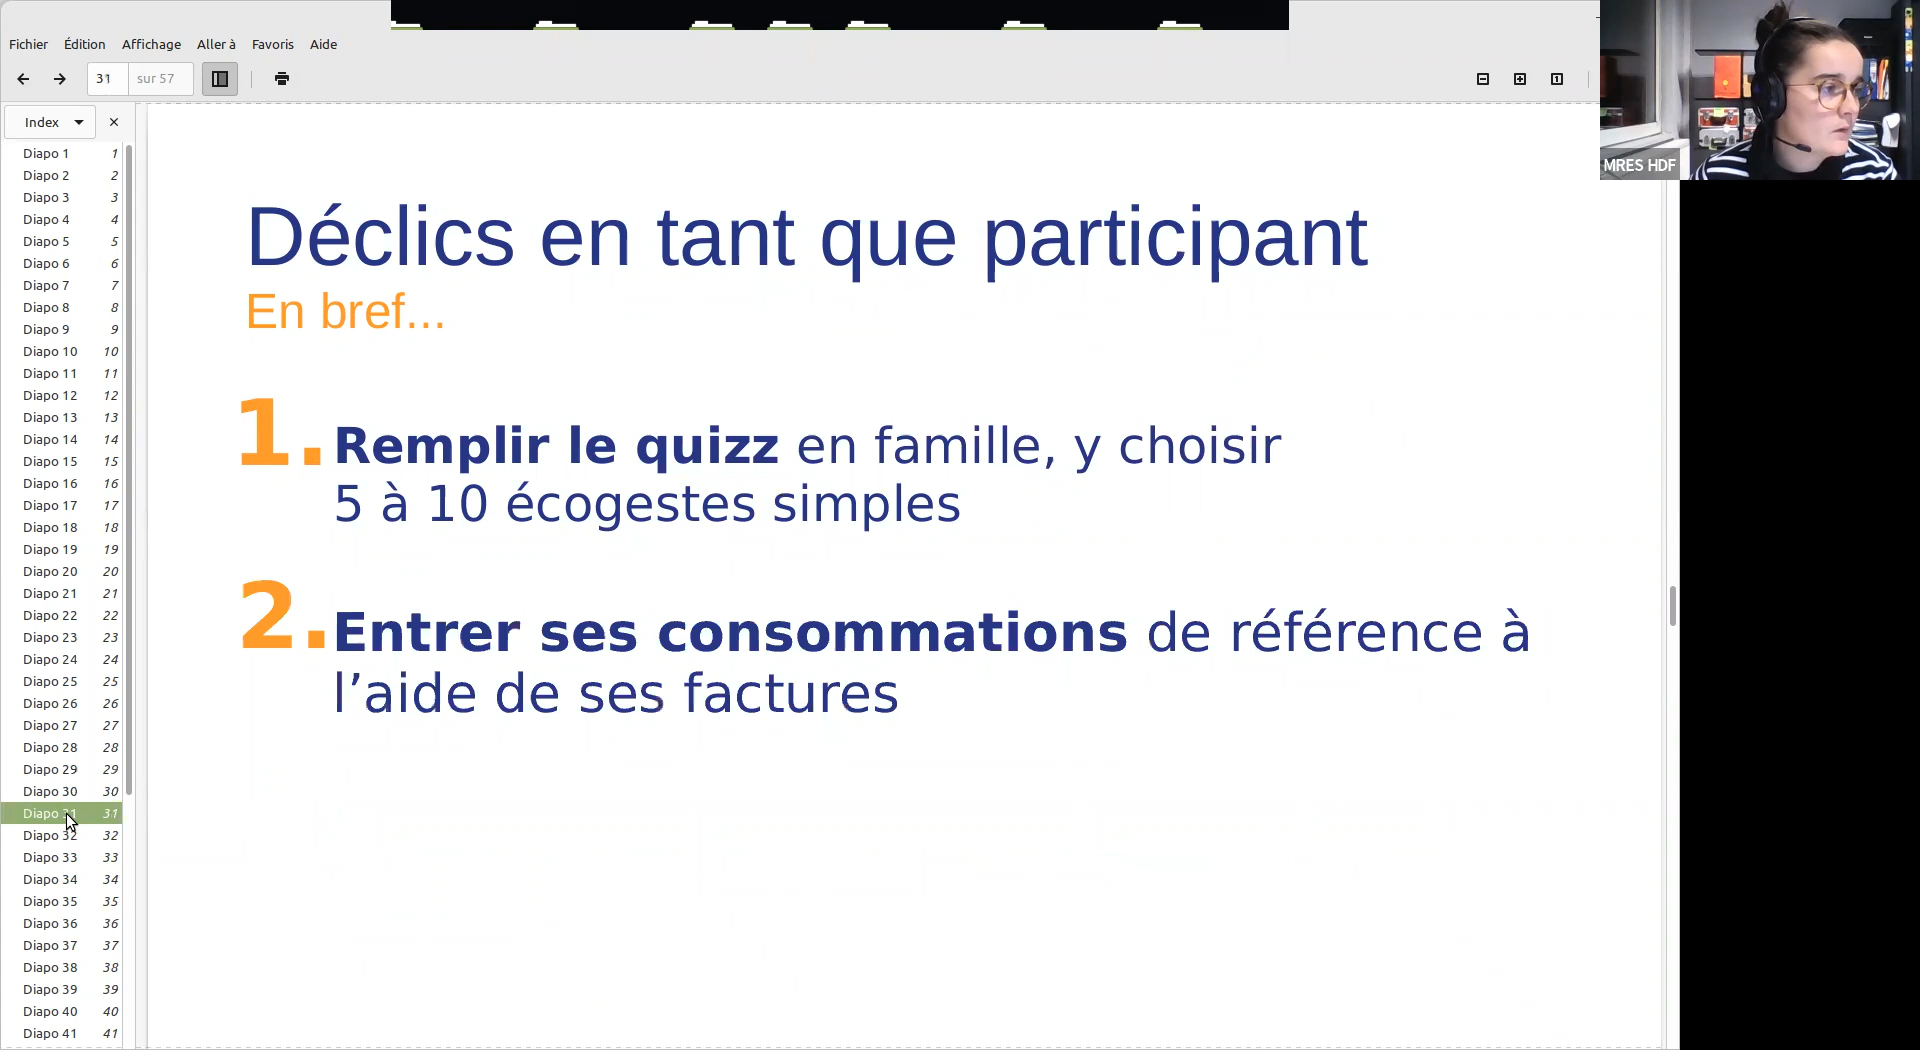 Fichier Édition Affichage Aller à Favoris Aide
31 sur 57
Index
Diapo 1 1
Diapo 2 2
Diapo 3 3
Diapo 4 4
Diapo 5 5
Diapo 6 6
Diapo 7 7
Diapo 8 8
Diapo 9 9
Diapo 10 10
Diapo 11 11
Diapo 12 12
Diapo 13 13
Diapo 14 14
Diapo 15 15
Diapo 16 16
Diapo 17 17
Diapo 18 18
Diapo 19 19
Diapo 20 20
Diapo 21 21
Diapo 22 22
Diapo 23 23
Diapo 24 24
Diapo 25 25
Diapo 26 26
Diapo 27 27
Diapo 28 28
Diapo 29 29
Diapo 30 30
Diapo 31 31
Diapo 32 32
Diapo 33 33
Diapo 34 34
Diapo 35 35
Diapo 36 36
Diapo 37 37
Diapo 38 38
Diapo 39 39
Diapo 40 40
Diapo 41 41
Déclics en tant que participant
En bref...
1. Remplir le quizz en famille, y choisir
5 à 10 écogestes simples
2. Entrer ses consommations de référence à
l’aide de ses factures
MRES HDF